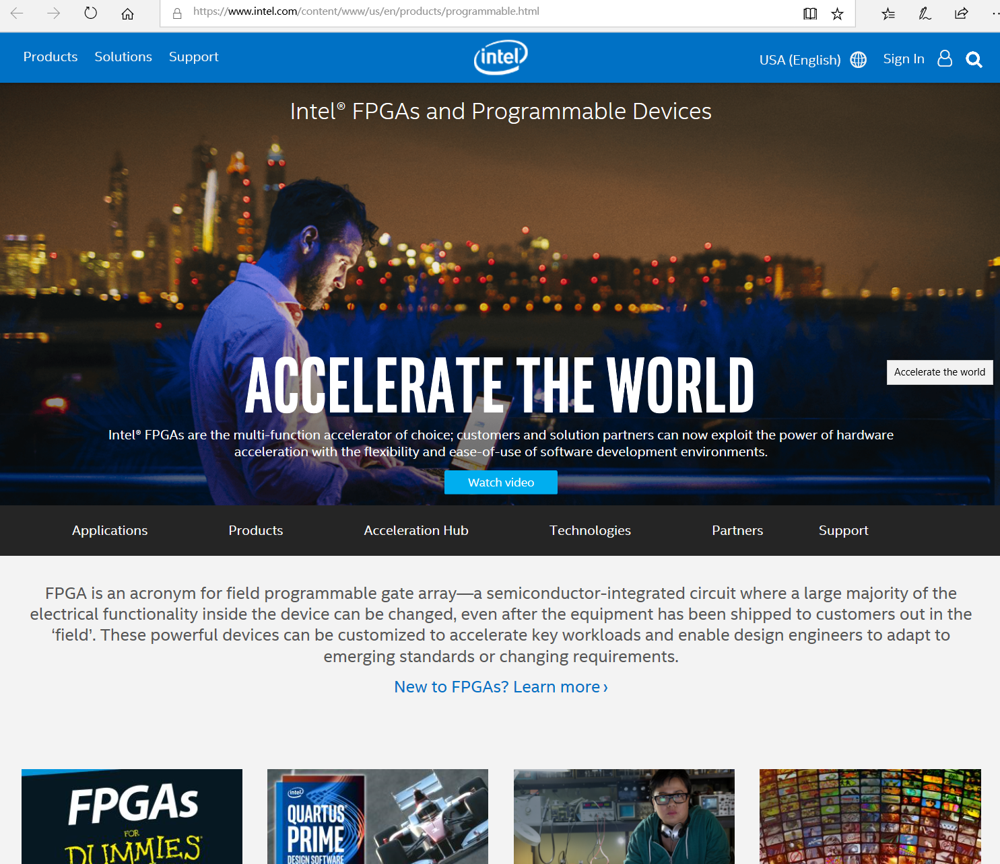 https://www.intel.com/content/www/us/en/products/programmable.html
Products Solutions Support
intel
USA (English) Sign In
Intel® FPGAs and Programmable Devices
ACCELERATE THE WORLD
Accelerate the world
Intel® FPGAs are the multi-function accelerator of choice; customers and solution partners can now exploit the power of hardware
acceleration with the flexibility and ease-of-use of software development environments.
Watch video
Applications Products Acceleration Hub Technologies Partners Support
FPGA is an acronym for field programmable gate array—a semiconductor-integrated circuit where a large majority of the
electrical functionality inside the device can be changed, even after the equipment has been shipped to customers out in the
‘field’. These powerful devices can be customized to accelerate key workloads and enable design engineers to adapt to
emerging standards or changing requirements.
New to FPGAs? Learn more ›
FPGAs
FOR
DUMMIES
intel
QUARTUS
PRIME
DESIGN SOFTWARE